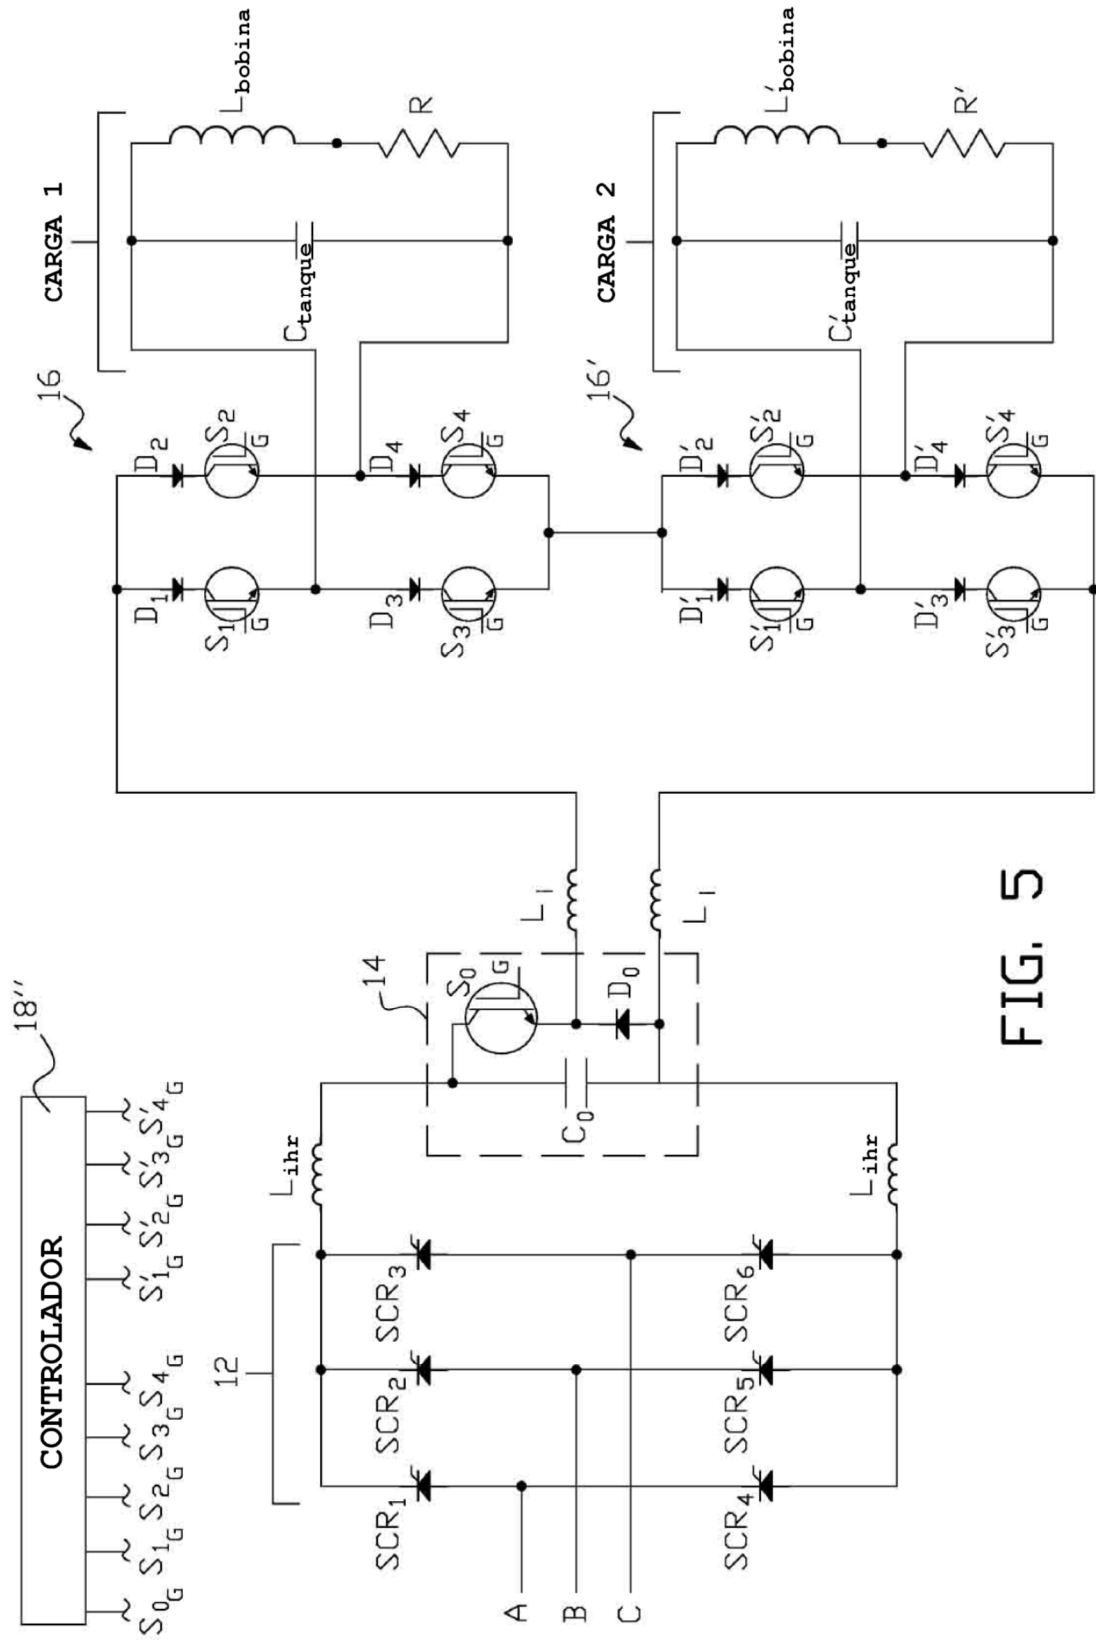 CONTROLADOR
18''
S0G S1G S2G S3G S4G S'1G S'2G S'3G S'4G
12
SCR1 SCR2 SCR3
SCR4 SCR5 SCR6
A
B
C
Lihr
Lihr
14
S0
G
C0
D0
LI
LI
16
D1 D2
S1 S2
G G
D3 D4
S3 S4
G G
CARGA 1
Ctanque
Lbobina
R
16'
D'1 D'2
S'1 S'2
G G
D'3 D'4
S'3 S'4
G G
CARGA 2
C'tanque
L'bobina
R'
FIG. 5